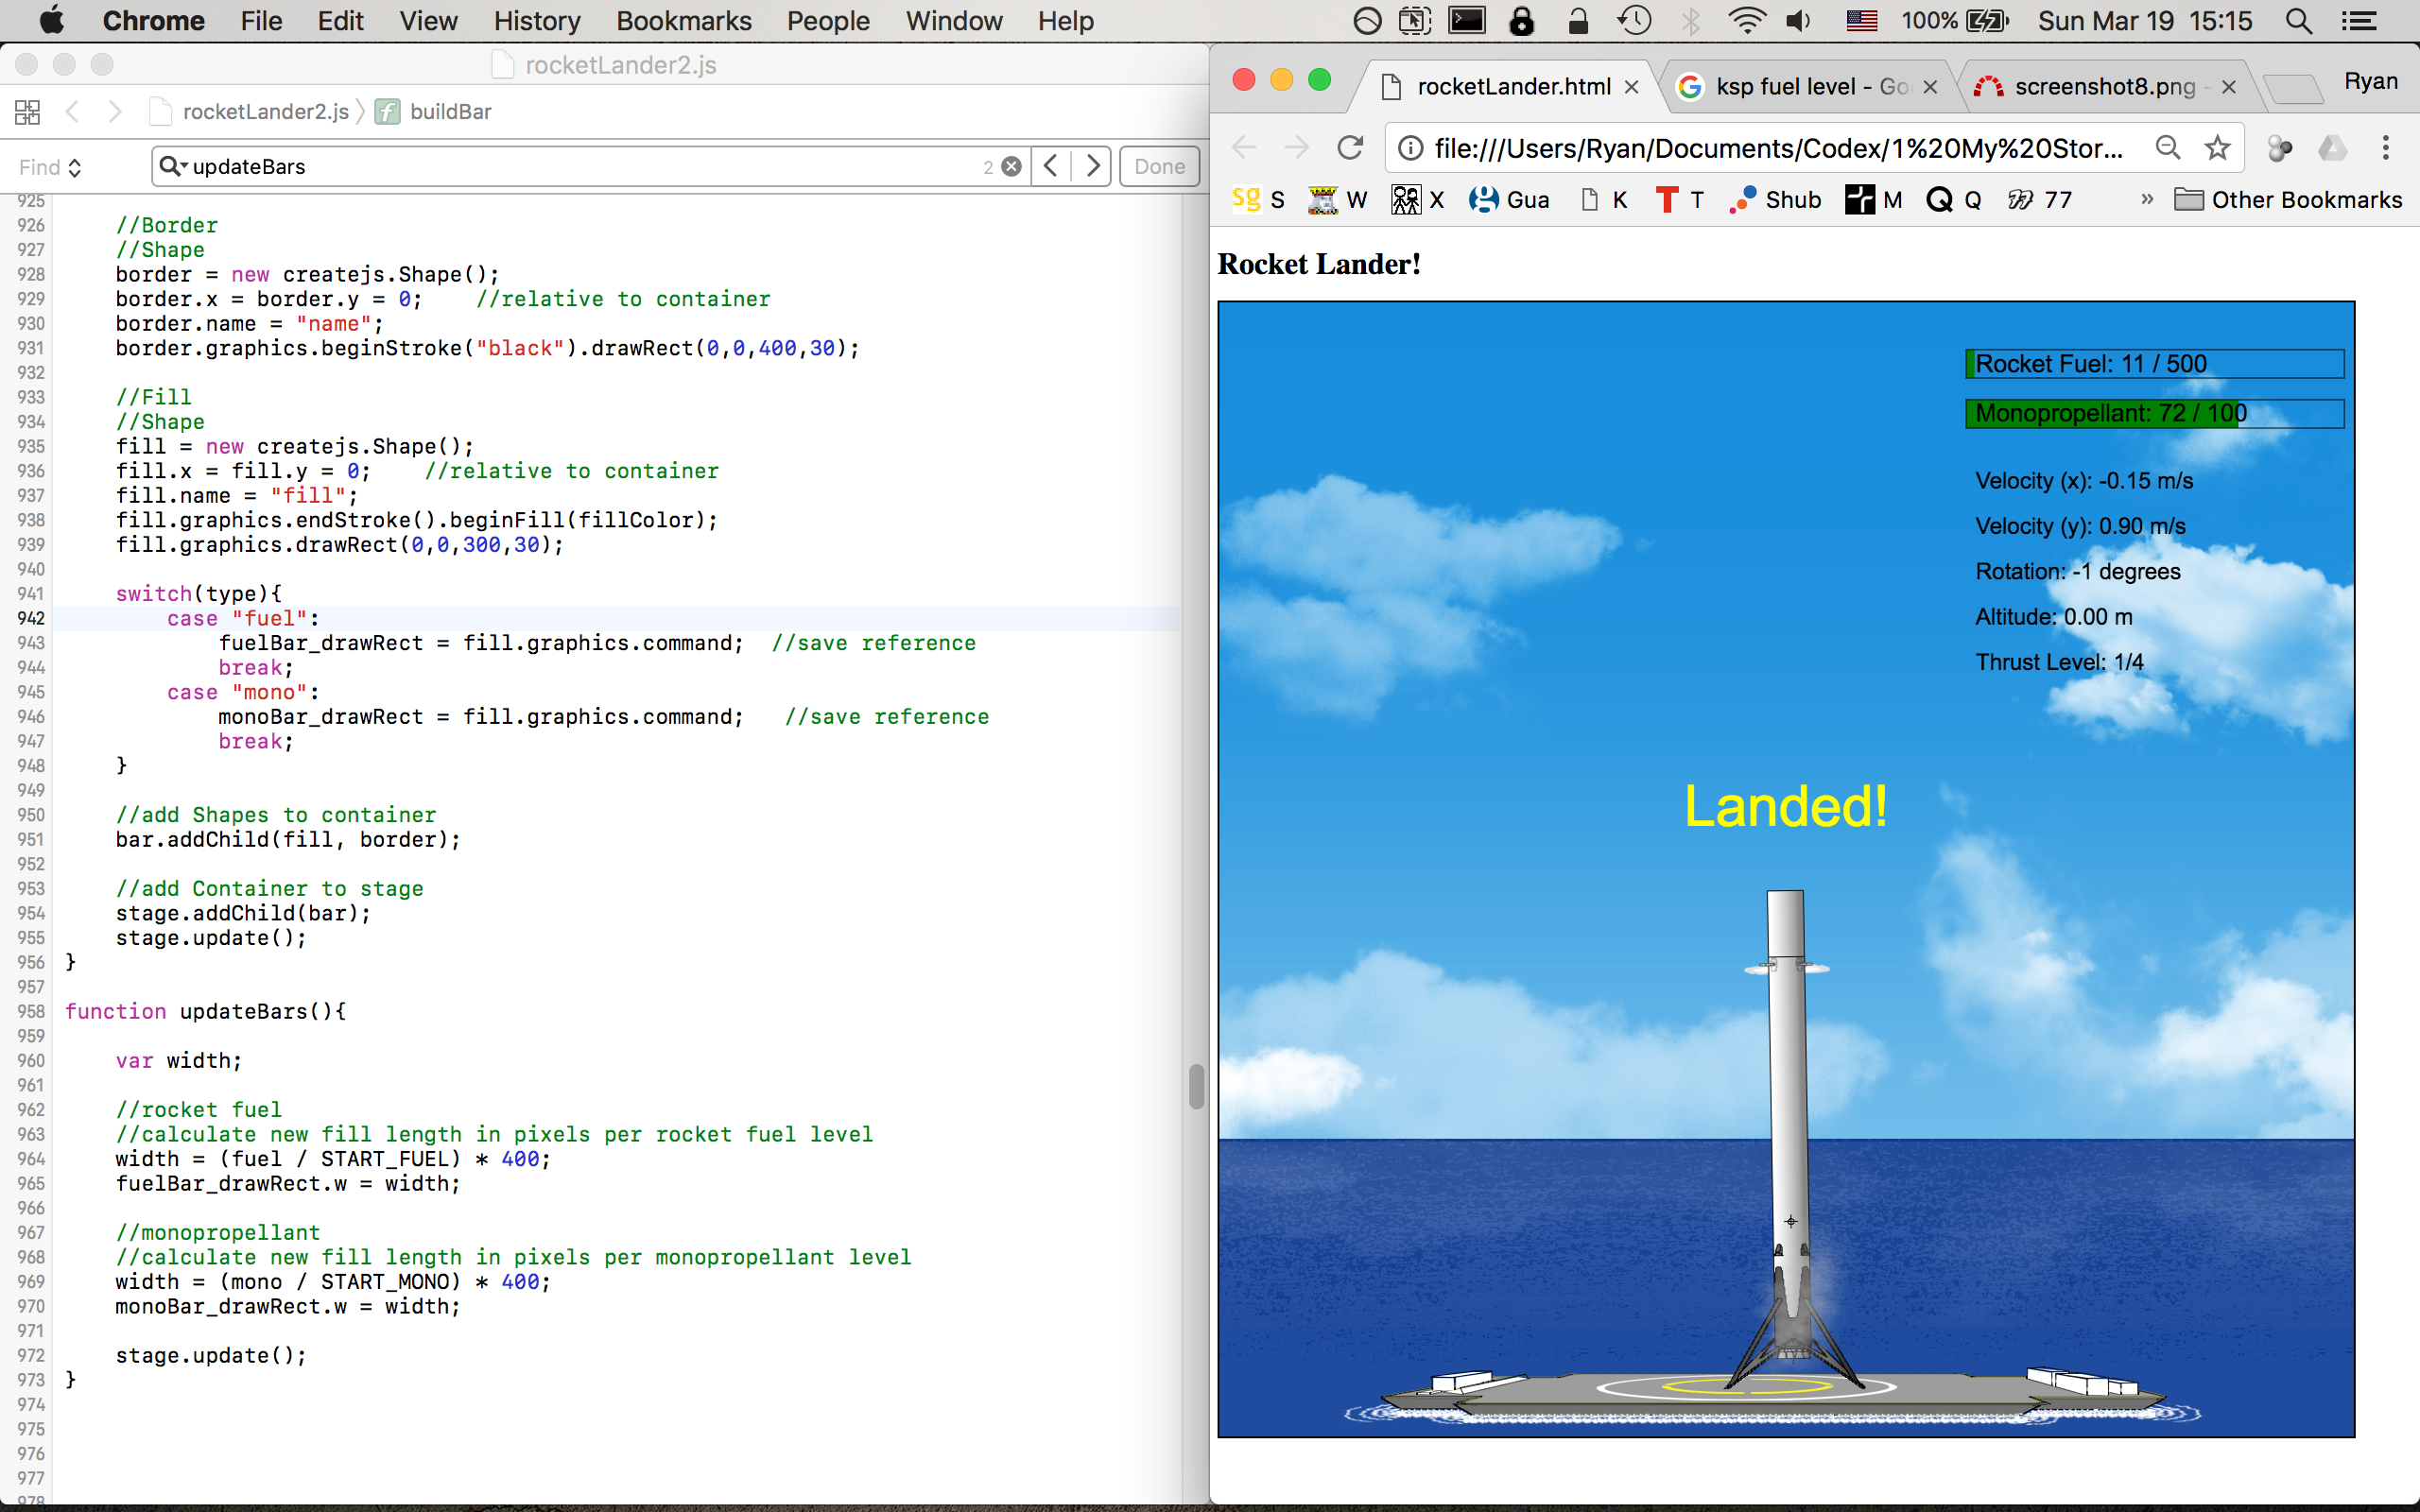 Chrome File Edit View History Bookmarks People Window Help 100% Sun Mar 19 15:15
rocketLander2.js
rocketLander2.js buildBar
Find updateBars 2 Done
925
926 //Border
927 //Shape
928 border = new createjs.Shape();
929 border.x = border.y = 0; //relative to container
930 border.name = "name";
931 border.graphics.beginStroke("black").drawRect(0,0,400,30);
932
933 //Fill
934 //Shape
935 fill = new createjs.Shape();
936 fill.x = fill.y = 0; //relative to container
937 fill.name = "fill";
938 fill.graphics.endStroke().beginFill(fillColor);
939 fill.graphics.drawRect(0,0,300,30);
940
941 switch(type){
942 case "fuel":
943 fuelBar_drawRect = fill.graphics.command; //save reference
944 break;
945 case "mono":
946 monoBar_drawRect = fill.graphics.command; //save reference
947 break;
948 }
949
950 //add Shapes to container
951 bar.addChild(fill, border);
952
953 //add Container to stage
954 stage.addChild(bar);
955 stage.update();
956 }
957
958 function updateBars(){
959
960 var width;
961
962 //rocket fuel
963 //calculate new fill length in pixels per rocket fuel level
964 width = (fuel / START_FUEL) * 400;
965 fuelBar_drawRect.w = width;
966
967 //monopropellant
968 //calculate new fill length in pixels per monopropellant level
969 width = (mono / START_MONO) * 400;
970 monoBar_drawRect.w = width;
971
972 stage.update();
973 }
974
975
976
977
978
rocketLander.html ksp fuel level - Goo screenshot8.png - Ryan
file:///Users/Ryan/Documents/Codex/1%20My%20Stor...
sg S W X Gua K T T Shub M Q Q 77 77 » Other Bookmarks
Rocket Lander!
Rocket Fuel: 11 / 500
Monopropellant: 72 / 100
Velocity (x): -0.15 m/s
Velocity (y): 0.90 m/s
Rotation: -1 degrees
Altitude: 0.00 m
Thrust Level: 1/4
Landed!